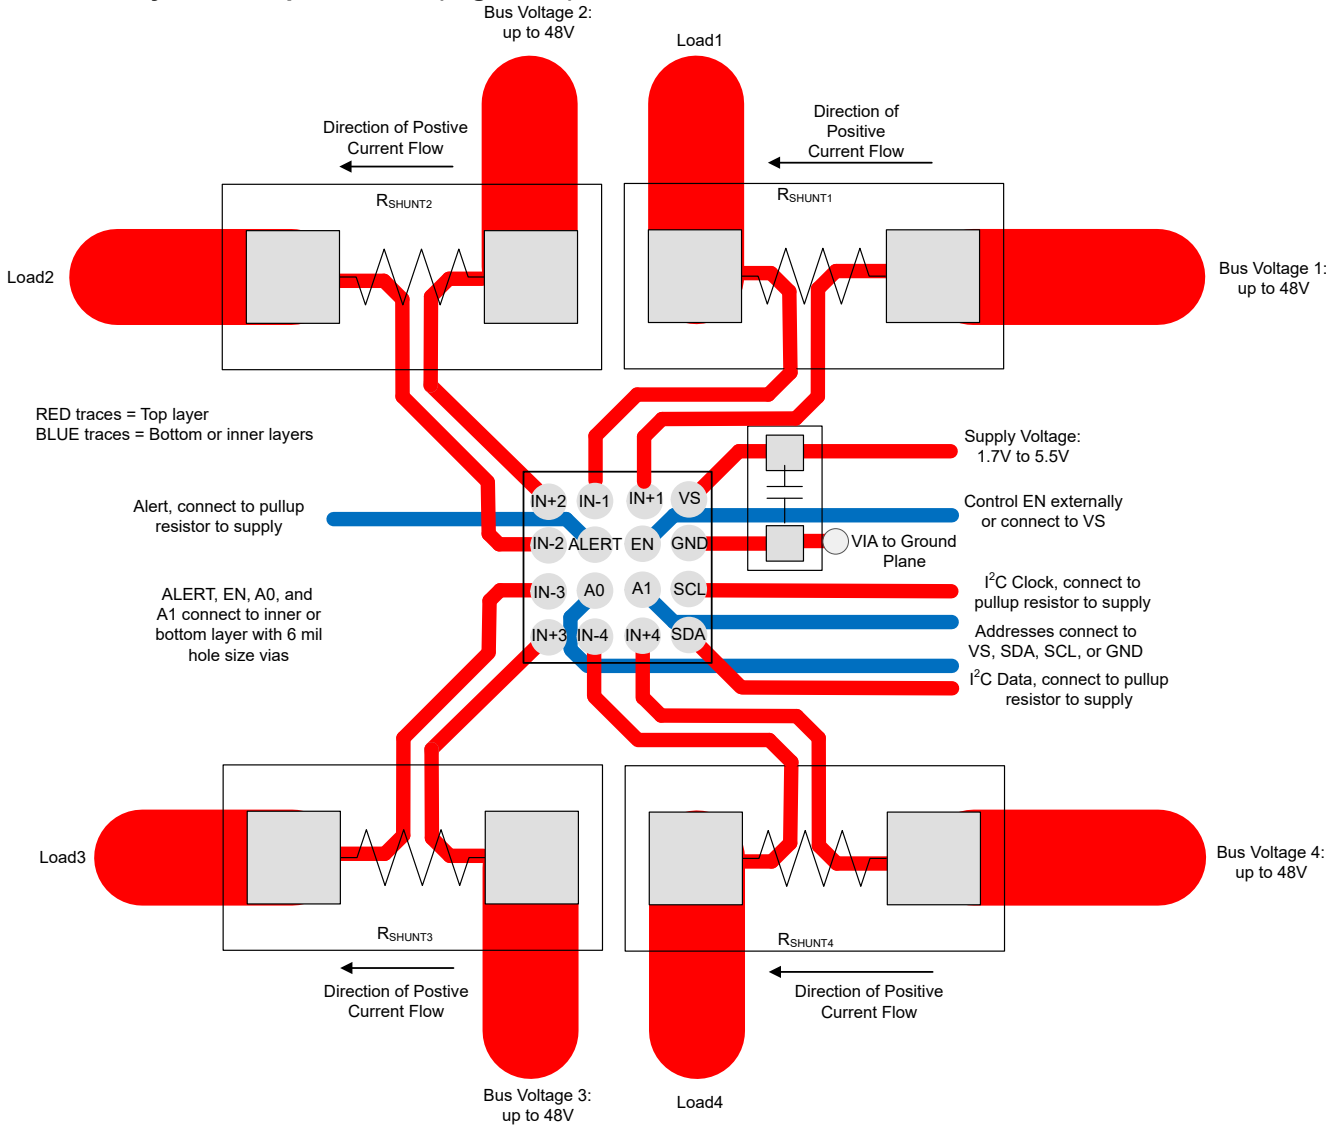 Bus Voltage 2:
up to 48V
Load1
Direction of Postive
Current Flow
Direction of
Positive
Current Flow
RSHUNT2
RSHUNT1
Load2
Bus Voltage 1:
up to 48V
RED traces = Top layer
BLUE traces = Bottom or inner layers
Supply Voltage:
1.7V to 5.5V
Alert, connect to pullup
resistor to supply
Control EN externally
or connect to VS
IN+2 IN-1 IN+1 VS
IN-2 ALERT EN GND
VIA to Ground
Plane
IN-3 A0 A1 SCL
IN+3 IN-4 IN+4 SDA
ALERT, EN, A0, and
A1 connect to inner or
bottom layer with 6 mil
hole size vias
I2C Clock, connect to
pullup resistor to supply
Addresses connect to
VS, SDA, SCL, or GND
I2C Data, connect to pullup
resistor to supply
Load3
Bus Voltage 4:
up to 48V
RSHUNT3
RSHUNT4
Direction of Postive
Current Flow
Direction of Positive
Current Flow
Bus Voltage 3:
up to 48V
Load4